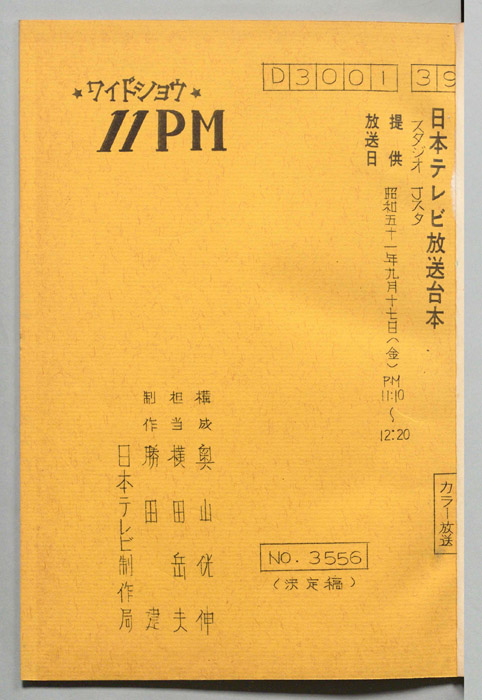 ★ワイドショウ★
11PM
D3001 39
日本テレビ放送台本
スタジオ Jスタ
提供
放送日 昭和五十一年九月十七日(金) PM 11:10〜12:20
カラー放送
NO. 3556
(決定稿)
構成 奥山 伸
担当 横田岳夫
制作 勝田建
日本テレビ制作局